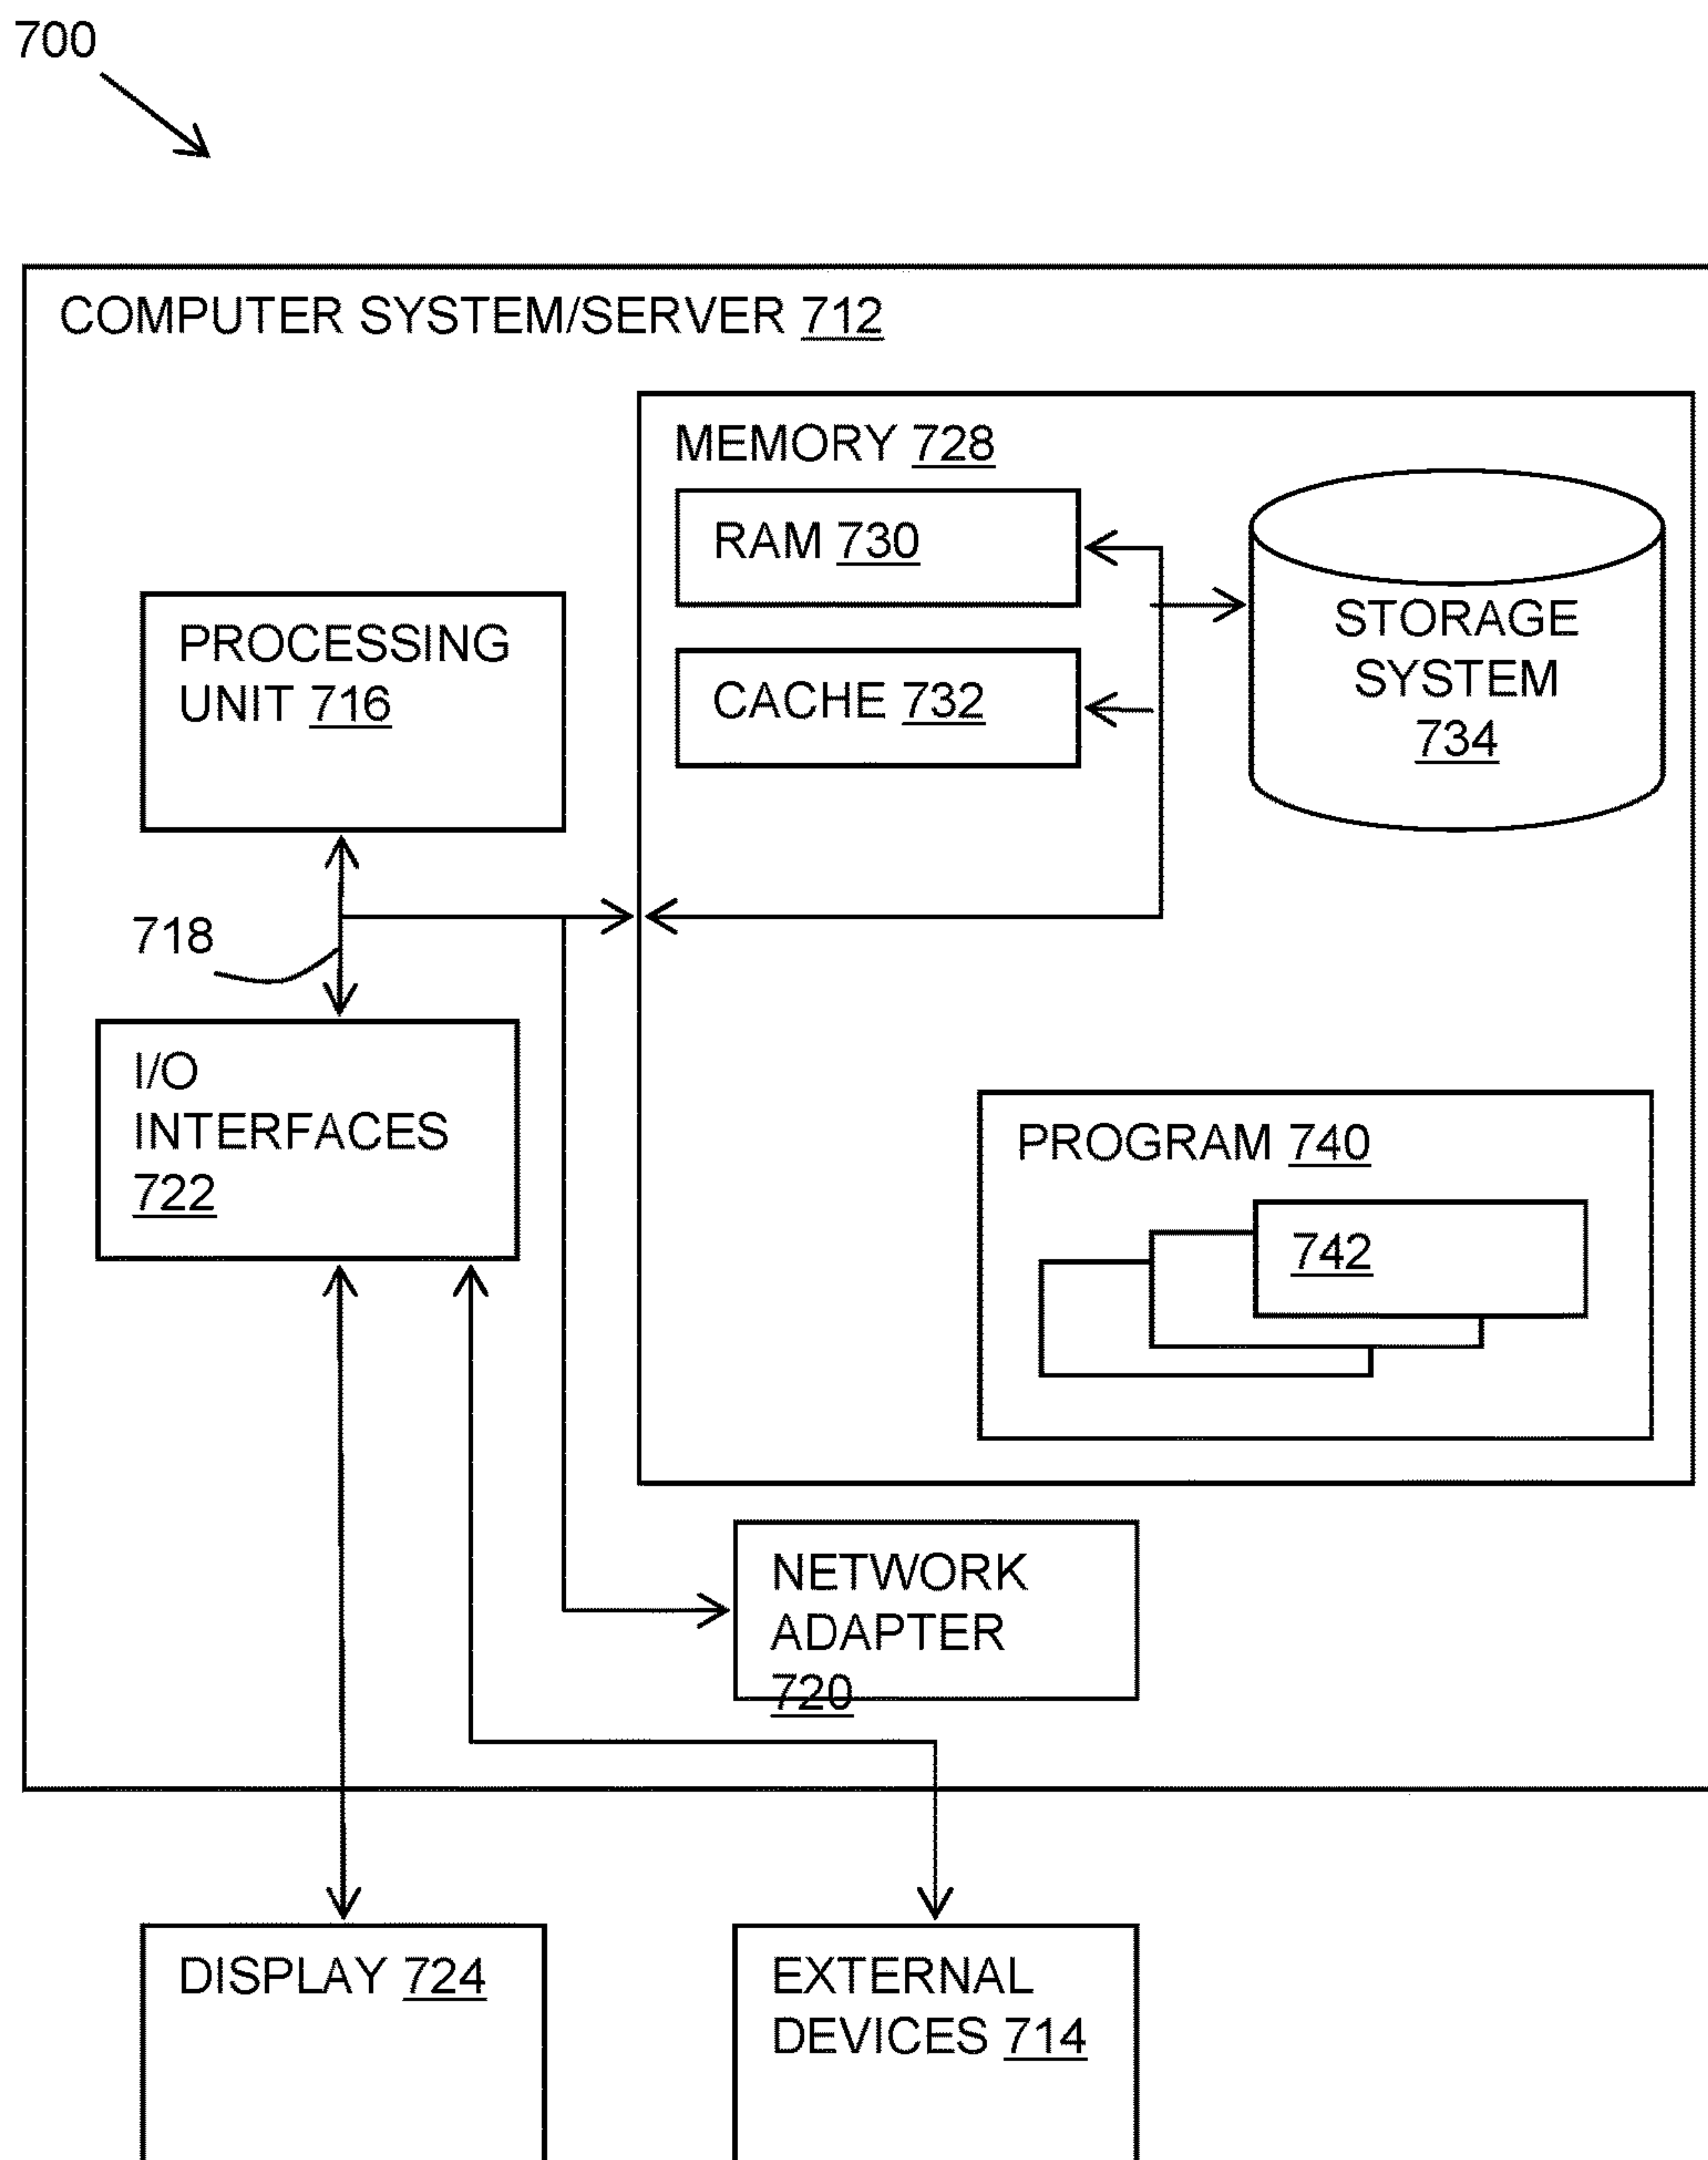 700
COMPUTER SYSTEM/SERVER 712
MEMORY 728
RAM 730
CACHE 732
STORAGE
SYSTEM
734
PROCESSING
UNIT 716
718
I/O
INTERFACES
722
PROGRAM 740
742
NETWORK
ADAPTER
720
DISPLAY 724
EXTERNAL
DEVICES 714